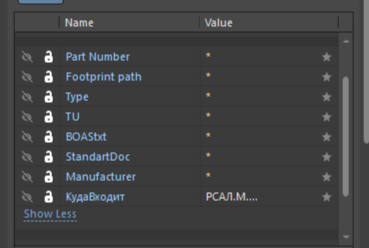 Name Value
Part Number *
Footprint path *
Type *
TU *
BOAStxt *
StandartDoc *
Manufacturer *
КудаВходит РСАЛ.М....
Show Less